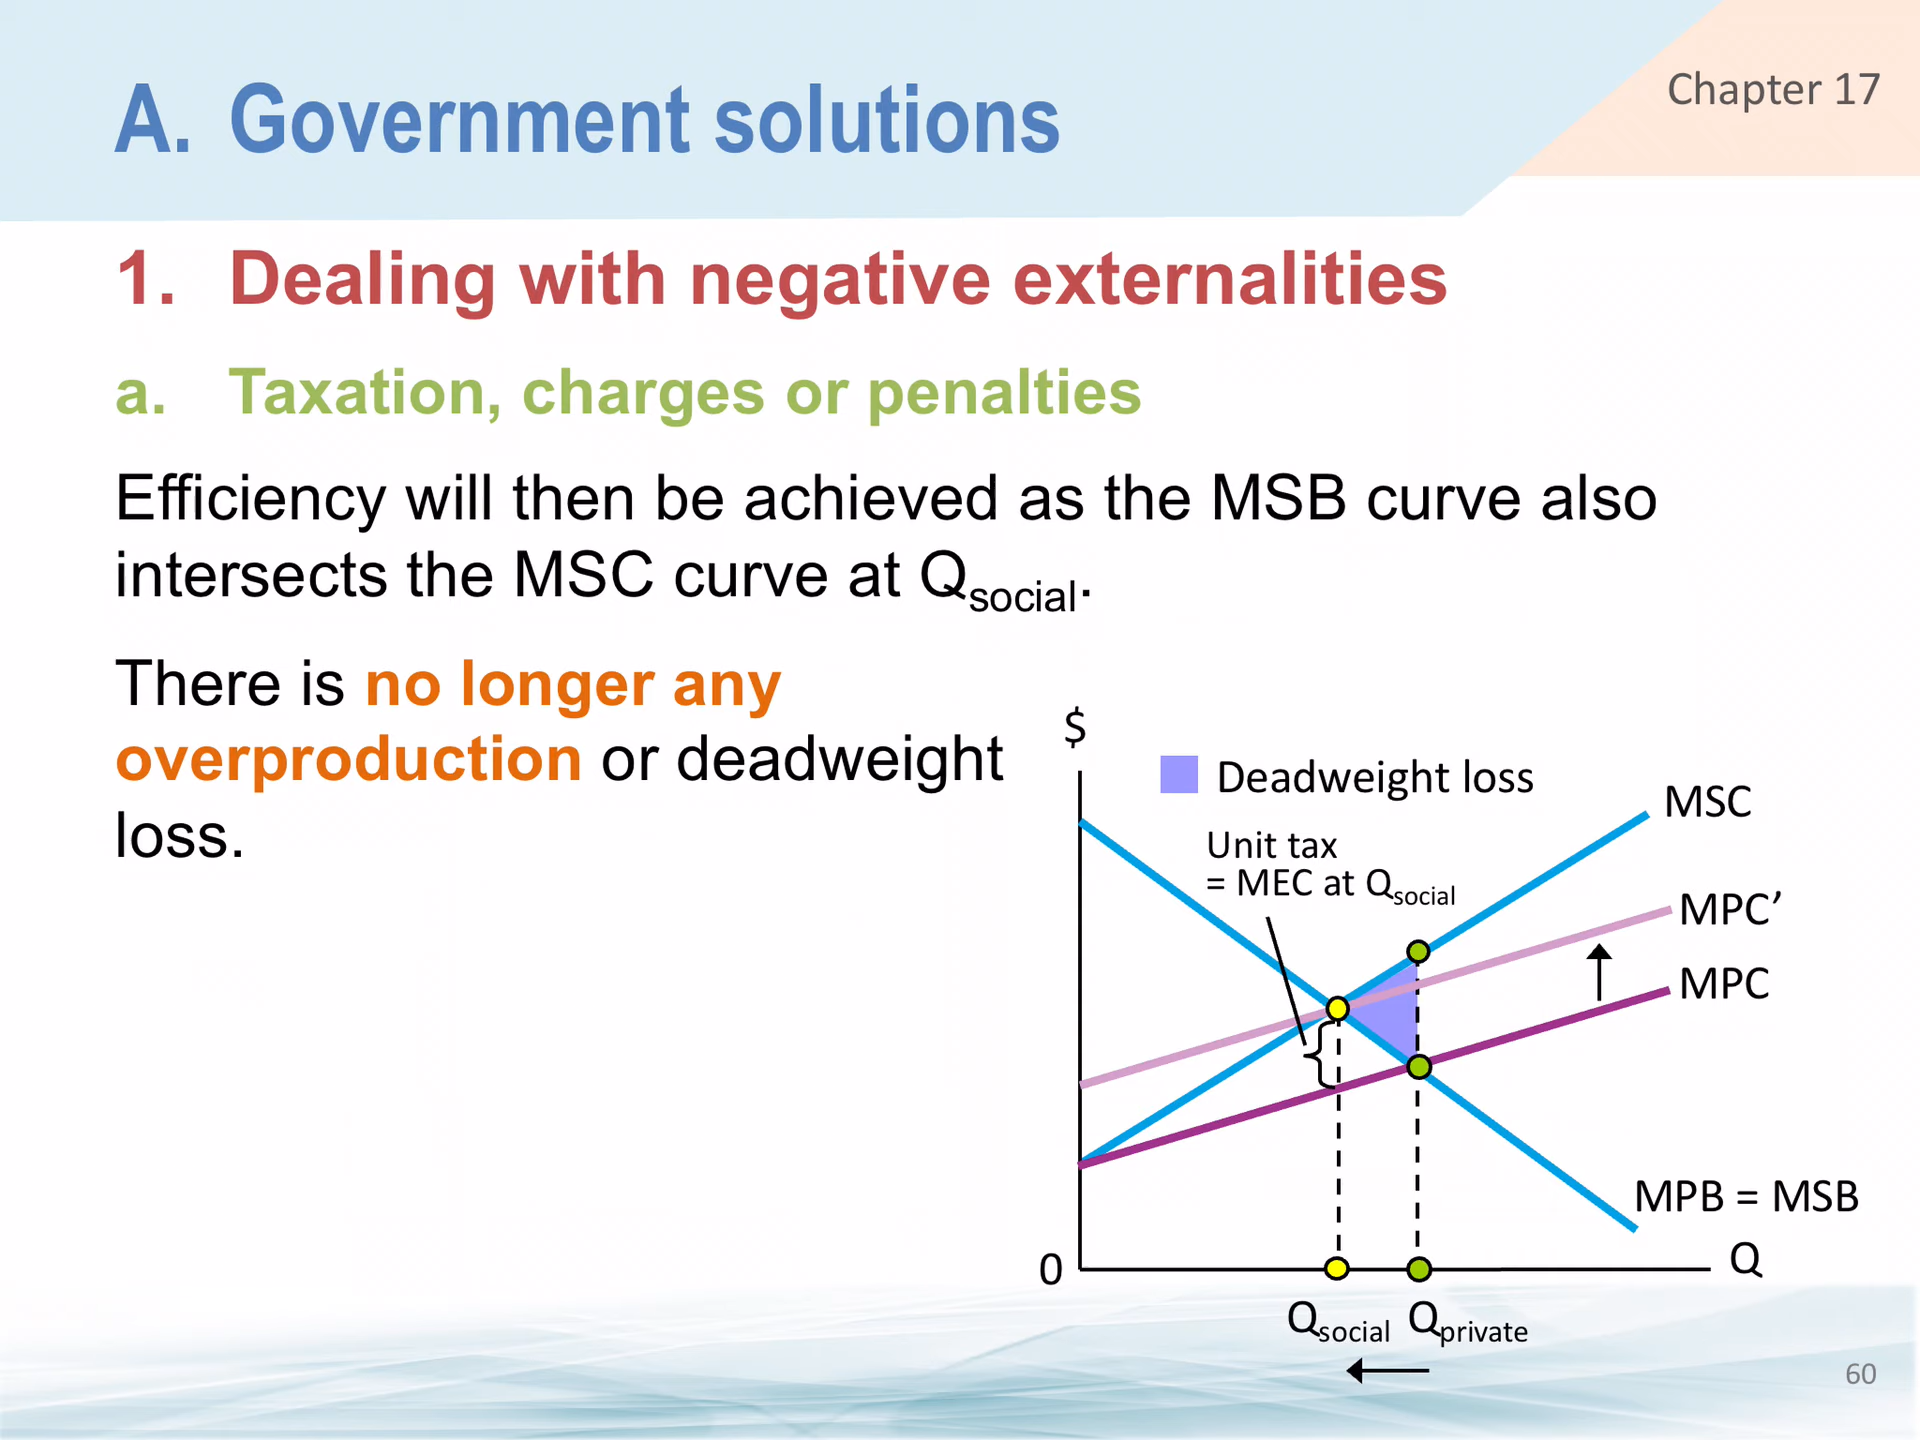 Chapter 17
A. Government solutions
1. Dealing with negative externalities
a. Taxation, charges or penalties
Efficiency will then be achieved as the MSB curve also
intersects the MSC curve at Qsocial.
There is no longer any
overproduction or deadweight
loss.
$
Deadweight loss
MSC
Unit tax
= MEC at Qsocial
MPC’
MPC
MPB = MSB
0
Q
Qsocial Qprivate
60